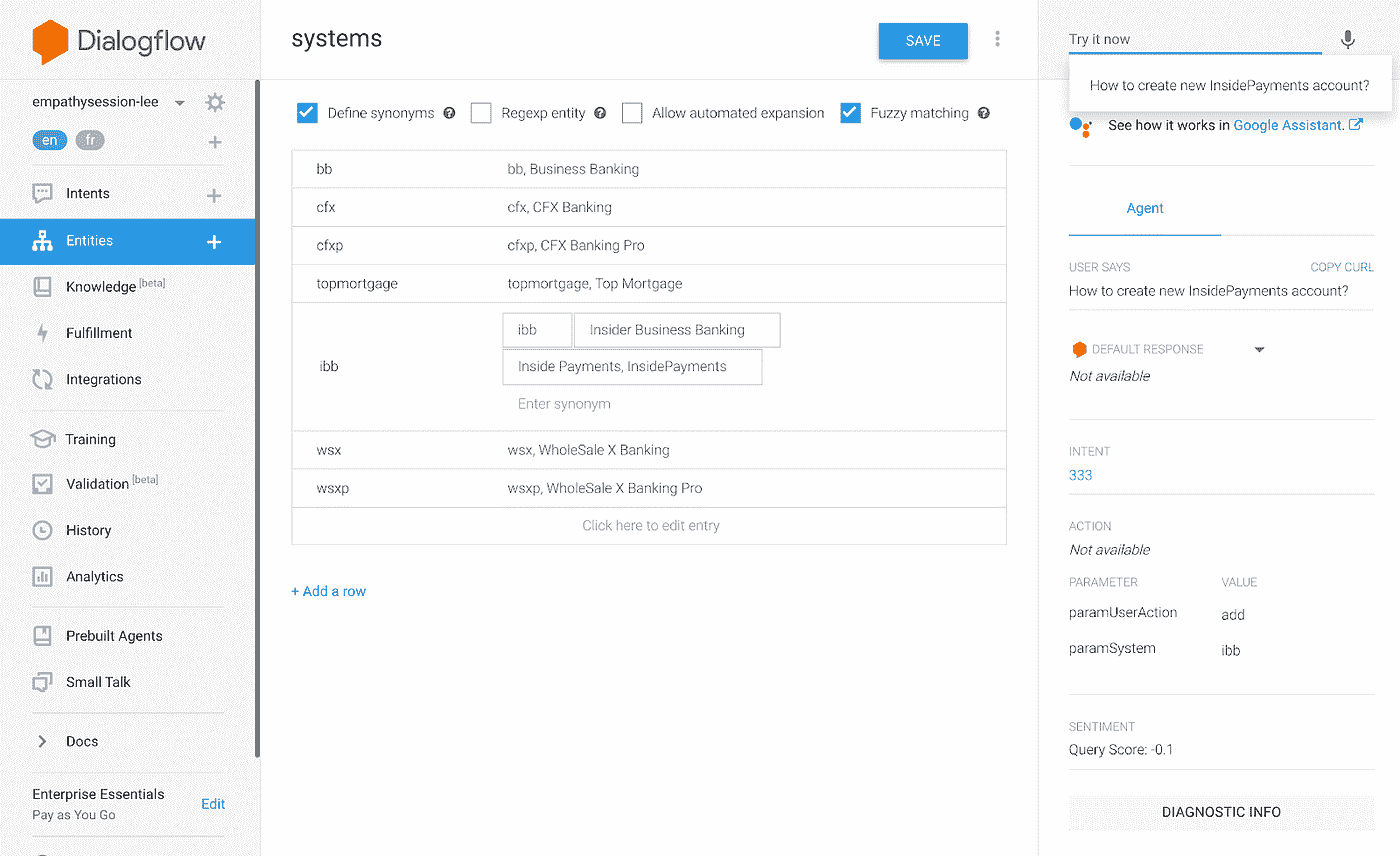 Dialogflow
empathysession-lee
en fr
Intents
Entities
Knowledge [beta]
Fulfillment
Integrations
Training
Validation [beta]
History
Analytics
Prebuilt Agents
Small Talk
Docs
Enterprise Essentials
Pay as You Go
Edit
systems
SAVE
Define synonyms Regexp entity Allow automated expansion Fuzzy matching
bb bb, Business Banking
cfx cfx, CFX Banking
cfxp cfxp, CFX Banking Pro
topmortgage topmortgage, Top Mortgage
ibb ibb Insider Business Banking
Inside Payments, InsidePayments
Enter synonym
wsx wsx, WholeSale X Banking
wsxp wsxp, WholeSale X Banking Pro
Click here to edit entry
+ Add a row
Try it now
How to create new InsidePayments account?
See how it works in Google Assistant.
Agent
USER SAYS COPY CURL
How to create new InsidePayments account?
DEFAULT RESPONSE
Not available
INTENT
333
ACTION
Not available
PARAMETER VALUE
paramUserAction add
paramSystem ibb
SENTIMENT
Query Score: -0.1
DIAGNOSTIC INFO